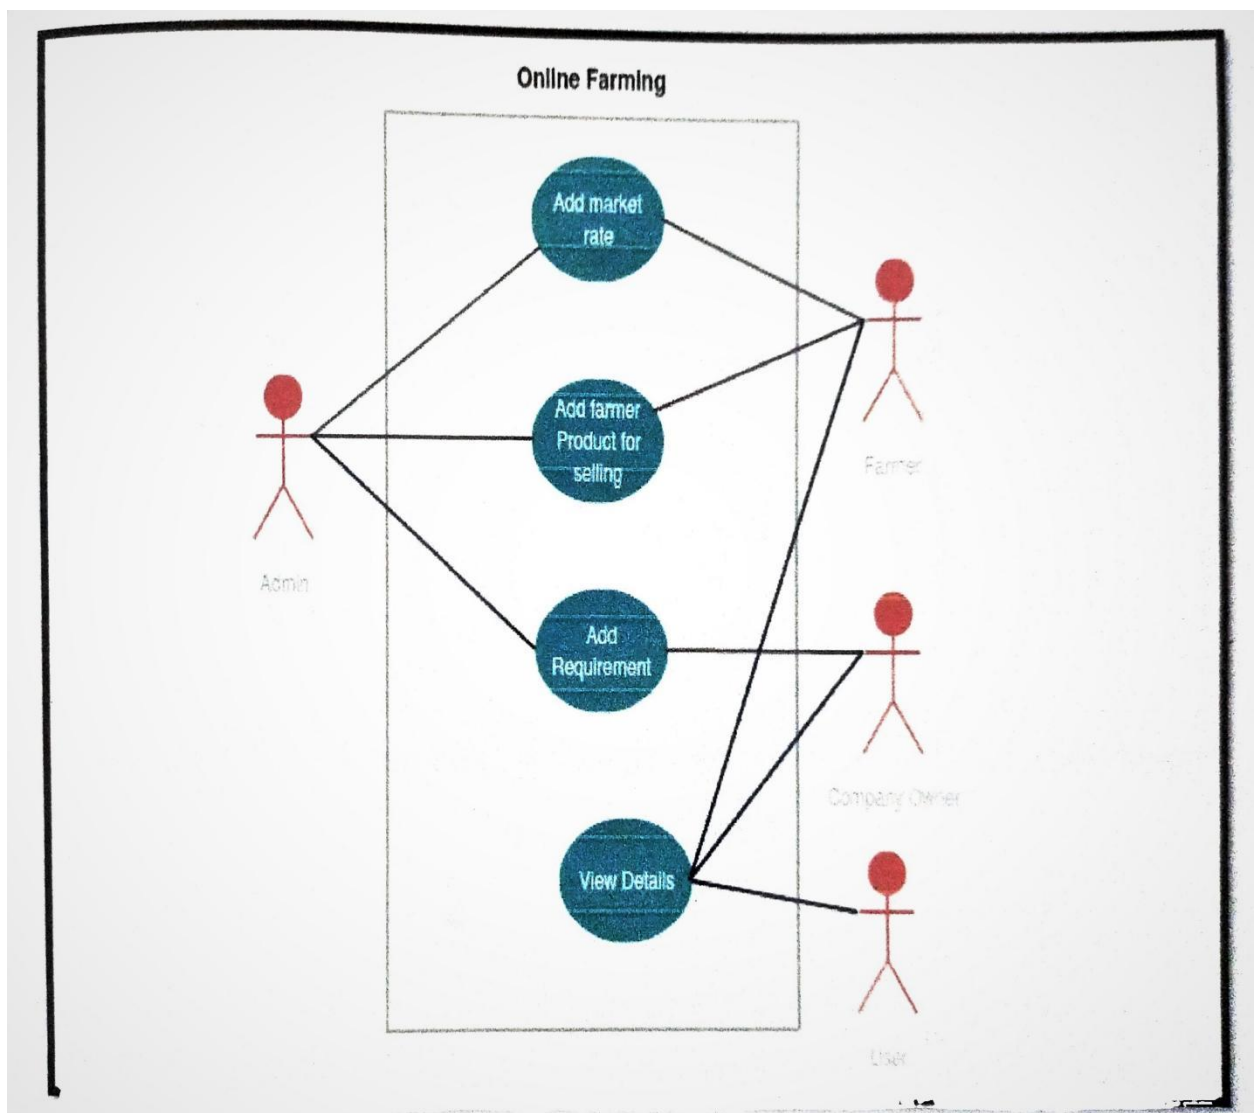 Online Farming
Add market
rate
Add farmer
Product for
selling
Farmer
Admin
Add
Requirement
Company Owner
View Details
User